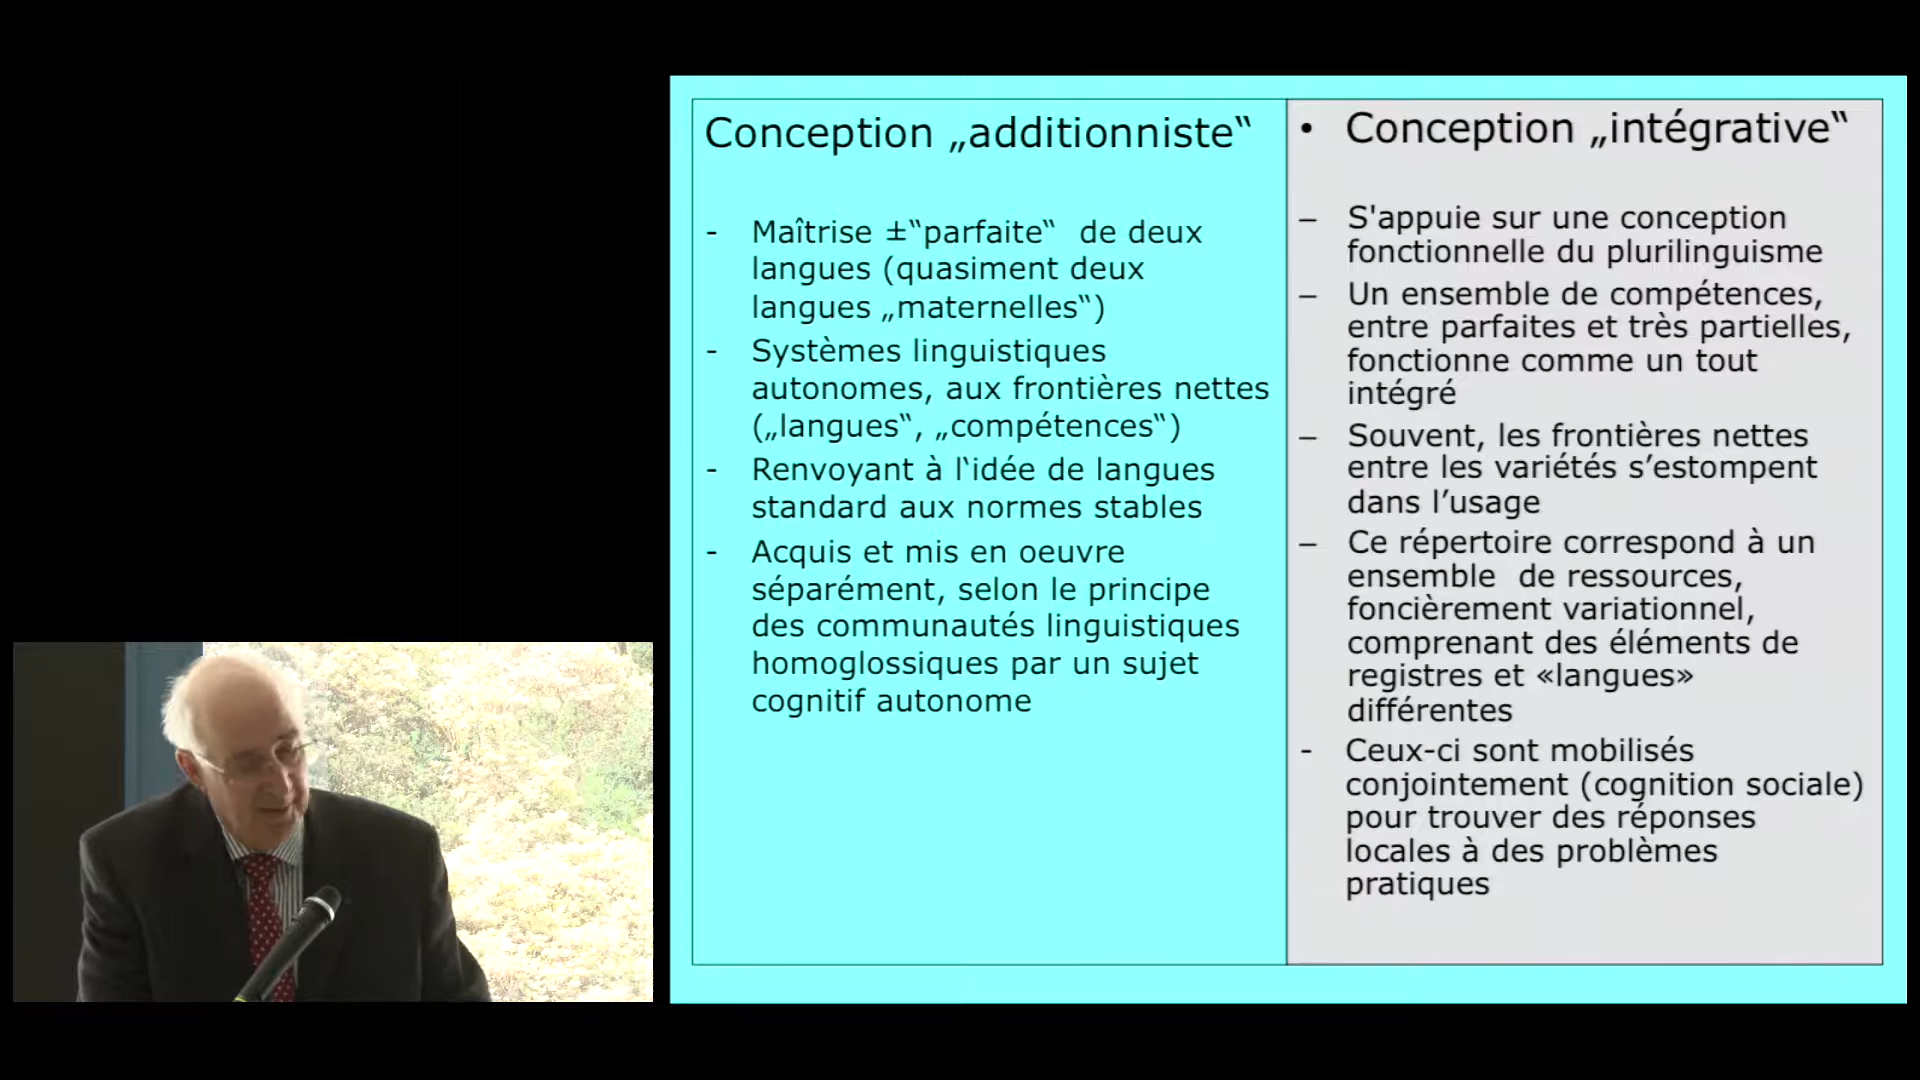 Conception „additionniste“
- Maîtrise ±“parfaite“ de deux
langues (quasiment deux
langues „maternelles“)
- Systèmes linguistiques
autonomes, aux frontières nettes
(„langues“, „compétences“)
- Renvoyant à l‘idée de langues
standard aux normes stables
- Acquis et mis en oeuvre
séparément, selon le principe
des communautés linguistiques
homoglossiques par un sujet
cognitif autonome
• Conception „intégrative“
– S'appuie sur une conception
fonctionnelle du plurilinguisme
– Un ensemble de compétences,
entre parfaites et très partielles,
fonctionne comme un tout
intégré
– Souvent, les frontières nettes
entre les variétés s’estompent
dans l’usage
– Ce répertoire correspond à un
ensemble de ressources,
foncièrement variationnel,
comprenant des éléments de
registres et «langues»
différentes
- Ceux-ci sont mobilisés
conjointement (cognition sociale)
pour trouver des réponses
locales à des problèmes
pratiques